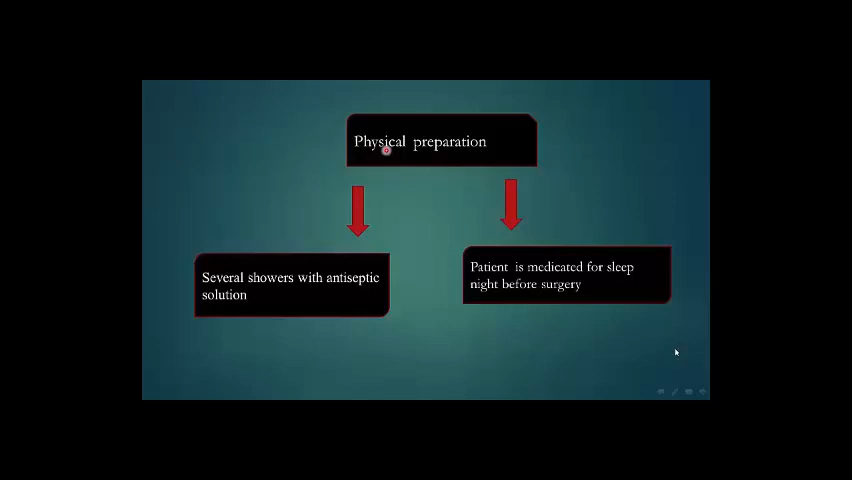 Physical preparation
Several showers with antiseptic
solution
Patient is medicated for sleep
night before surgery